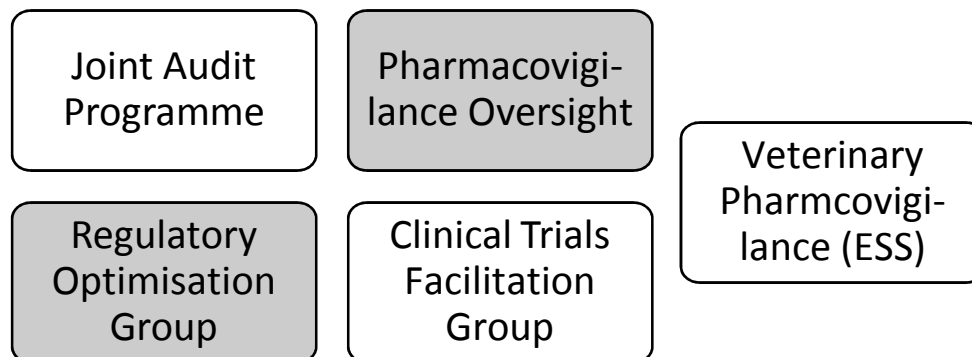 Joint Audit
Programme
Pharmacovigi-
lance Oversight
Veterinary
Pharmcovigi-
lance (ESS)
Regulatory
Optimisation
Group
Clinical Trials
Facilitation
Group